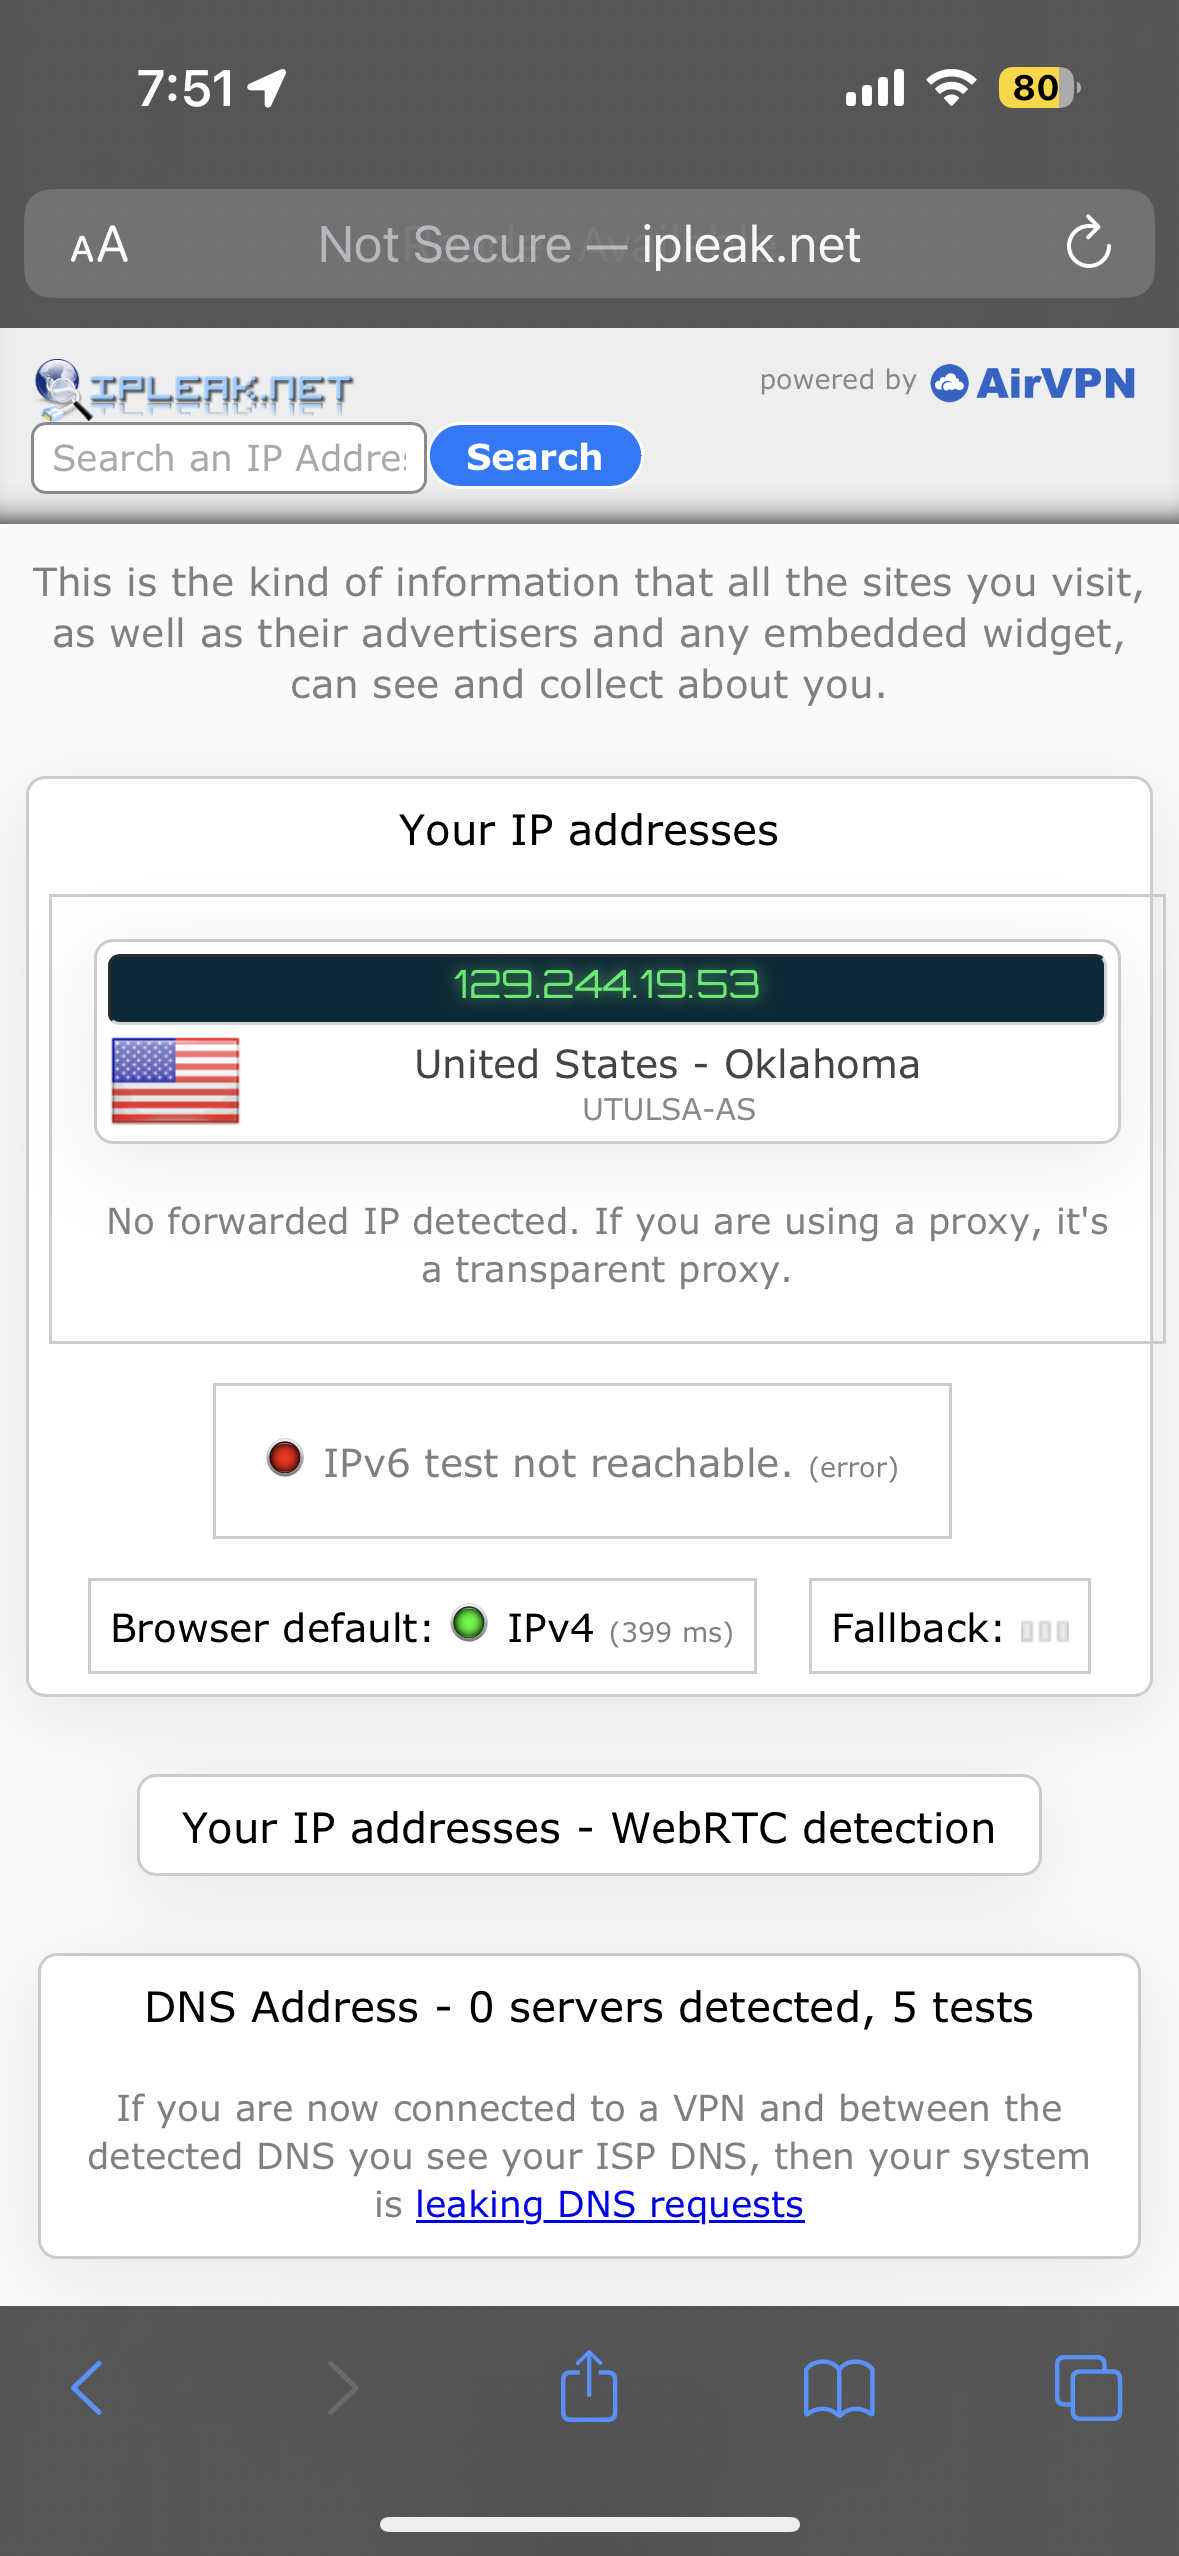 7:51
80
AA
Not Secure — ipleak.net
IPLEAK.NET
powered by AirVPN
Search an IP Addres
Search
This is the kind of information that all the sites you visit,
as well as their advertisers and any embedded widget,
can see and collect about you.
Your IP addresses
129.244.19.53
United States - Oklahoma
UTULSA-AS
No forwarded IP detected. If you are using a proxy, it's
a transparent proxy.
IPv6 test not reachable. (error)
Browser default: IPv4 (399 ms)
Fallback:
Your IP addresses - WebRTC detection
DNS Address - 0 servers detected, 5 tests
If you are now connected to a VPN and between the
detected DNS you see your ISP DNS, then your system
is leaking DNS requests